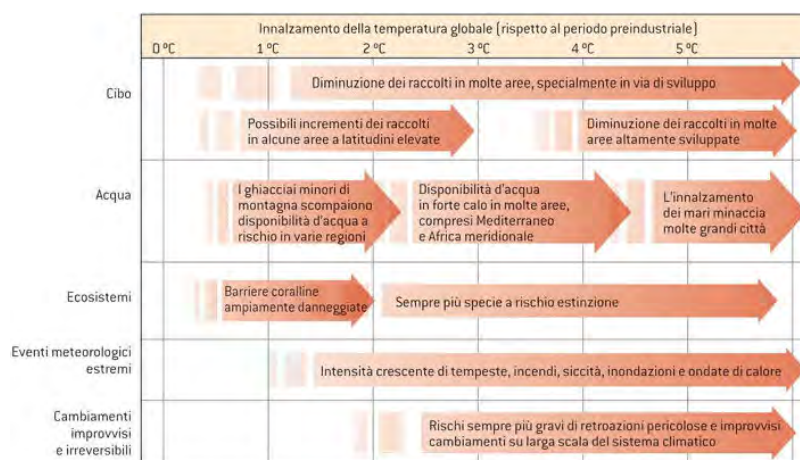 Innalzamento della temperatura globale (rispetto al periodo preindustriale)
0 °C 1 °C 2 °C 3 °C 4 °C 5 °C
Cibo
Diminuzione dei raccolti in molte aree, specialmente in via di sviluppo
Possibili incrementi dei raccolti
in alcune aree a latitudini elevate
Diminuzione dei raccolti in molte
aree altamente sviluppate
Acqua
I ghiacciai minori di
montagna scompaiono
disponibilità d'acqua a
rischio in varie regioni
Disponibilità d'acqua
in forte calo in molte aree,
compresi Mediterraneo
e Africa meridionale
L'innalzamento
dei mari minaccia
molte grandi città
Ecosistemi
Barriere coralline
ampiamente danneggiate
Sempre più specie a rischio estinzione
Eventi meteorologici
estremi
Intensità crescente di tempeste, incendi, siccità, inondazioni e ondate di calore
Cambiamenti
improvvisi
e irreversibili
Rischi sempre più gravi di retroazioni pericolose e improvvisi
cambiamenti su larga scala del sistema climatico